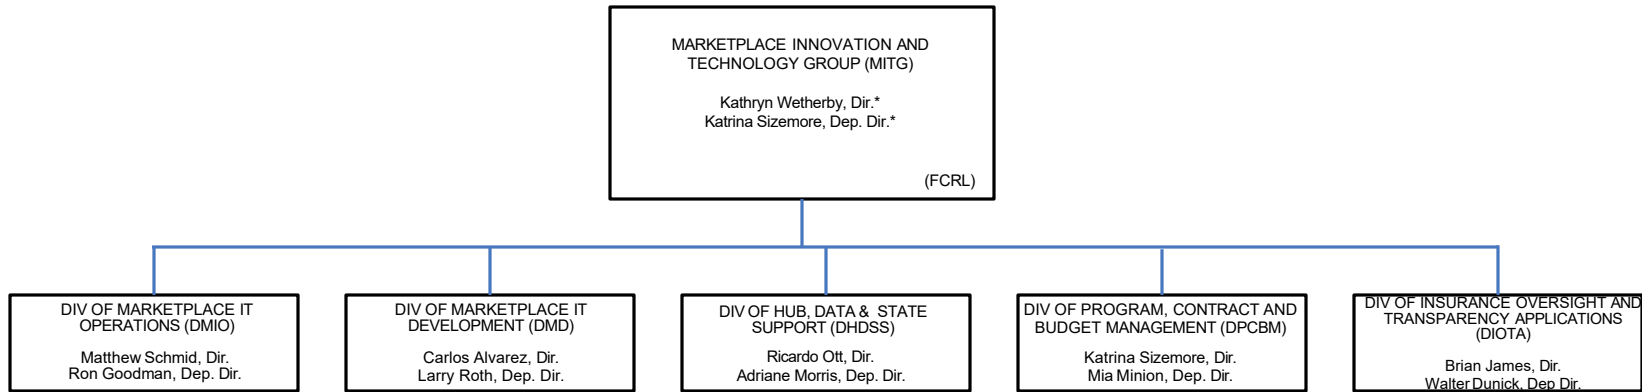 MARKETPLACE INNOVATION AND
TECHNOLOGY GROUP (MITG)
Kathryn Wetherby, Dir.*
Katrina Sizemore, Dep. Dir.*
(FCRL)
DIV OF MARKETPLACE IT
OPERATIONS (DMIO)
Matthew Schmid, Dir.
Ron Goodman, Dep. Dir.
DIV OF MARKETPLACE IT
DEVELOPMENT (DMD)
Carlos Alvarez, Dir.
Larry Roth, Dep. Dir.
DIV OF HUB, DATA & STATE
SUPPORT (DHDSS)
Ricardo Ott, Dir.
Adriane Morris, Dep. Dir.
DIV OF PROGRAM, CONTRACT AND
BUDGET MANAGEMENT (DPCBM)
Katrina Sizemore, Dir.
Mia Minion, Dep. Dir.
DIV OF INSURANCE OVERSIGHT AND
TRANSPARENCY APPLICATIONS
(DIOTA)
Brian James, Dir.
Walter Dunick, Dep Dir.